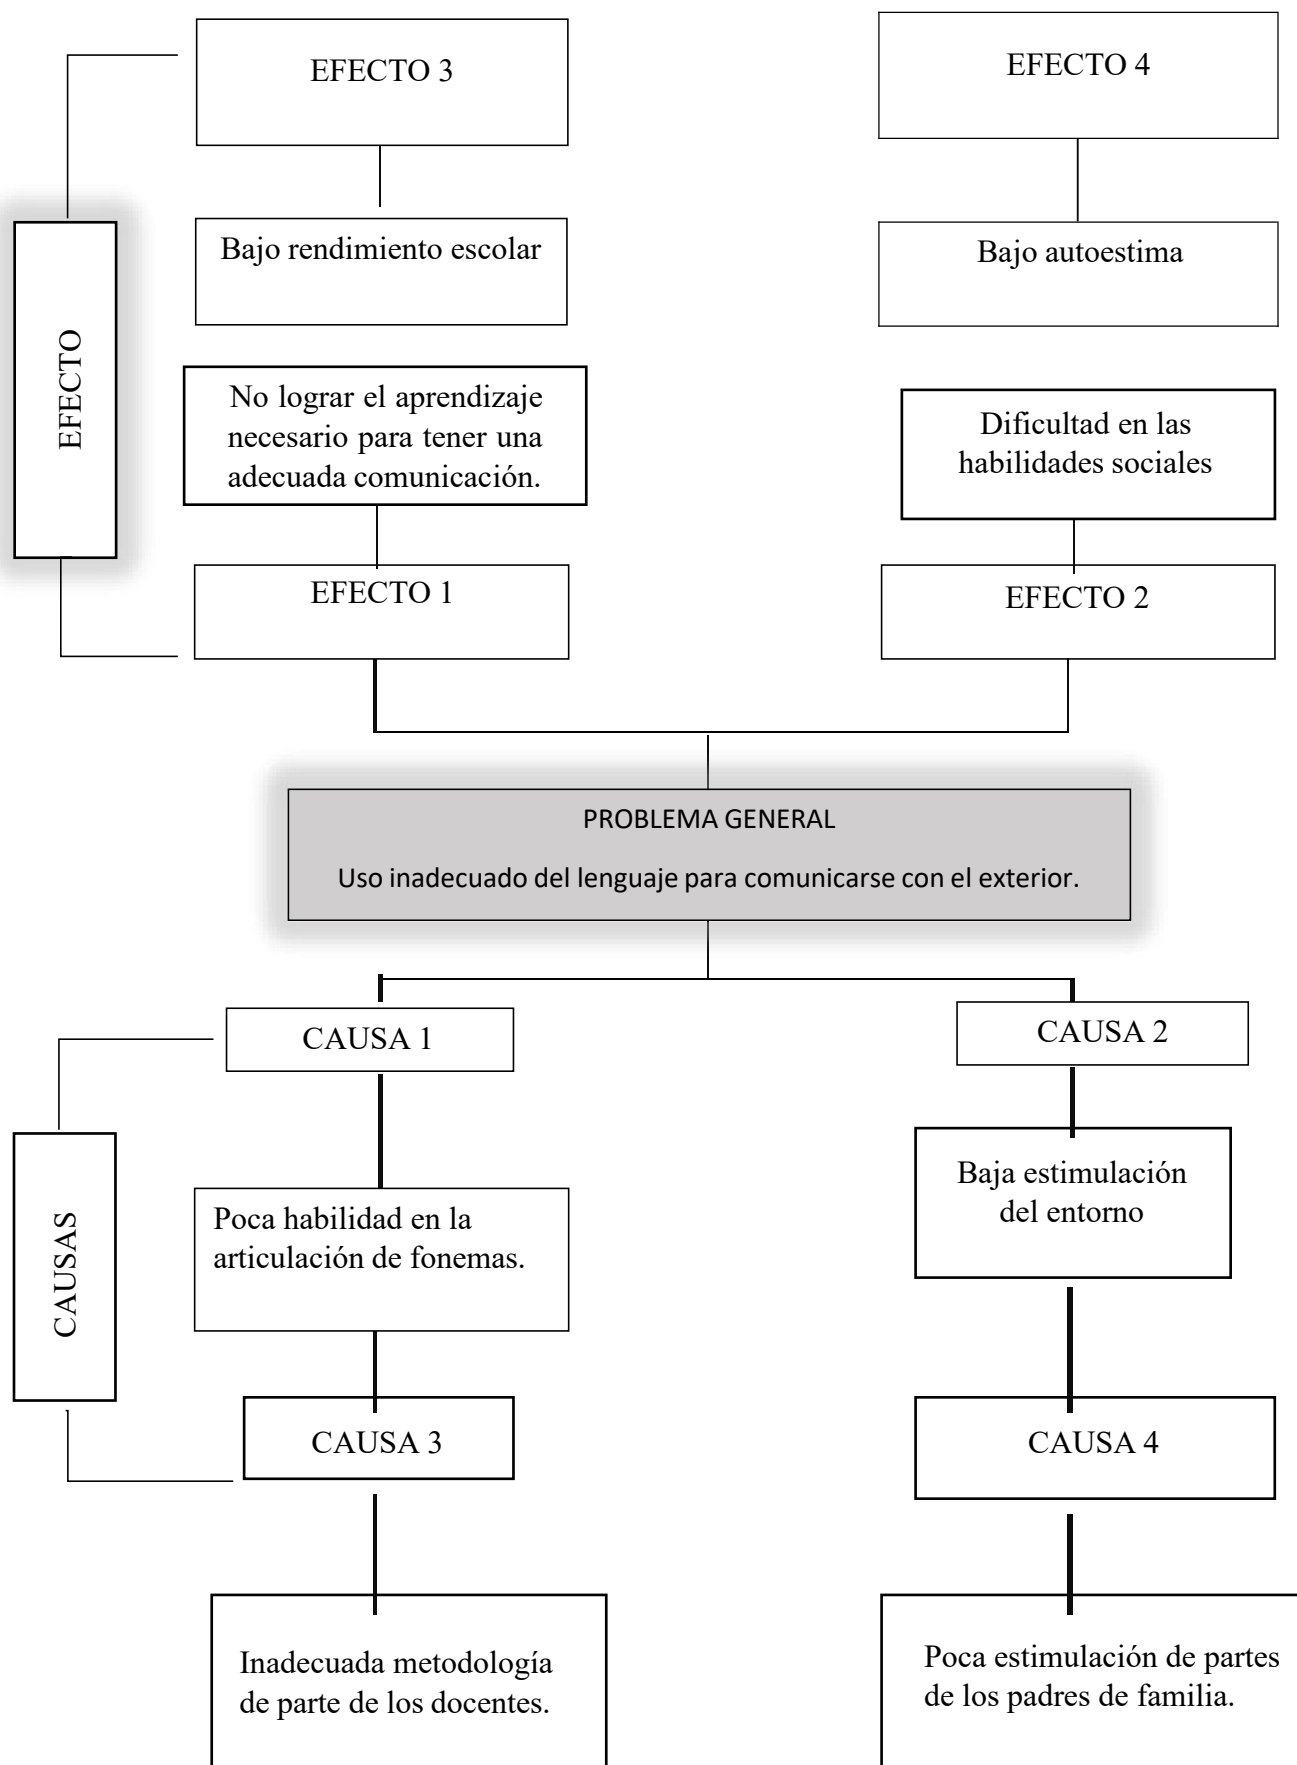 EFECTO 3
EFECTO 4
Bajo rendimiento escolar
Bajo autoestima
EFECTO
No lograr el aprendizaje
necesario para tener una
adecuada comunicación.
Dificultad en las
habilidades sociales
EFECTO 1
EFECTO 2
PROBLEMA GENERAL
Uso inadecuado del lenguaje para comunicarse con el exterior.
CAUSA 1
CAUSA 2
CAUSAS
Poca habilidad en la
articulación de fonemas.
Baja estimulación
del entorno
CAUSA 3
CAUSA 4
Inadecuada metodología
de parte de los docentes.
Poca estimulación de partes
de los padres de familia.